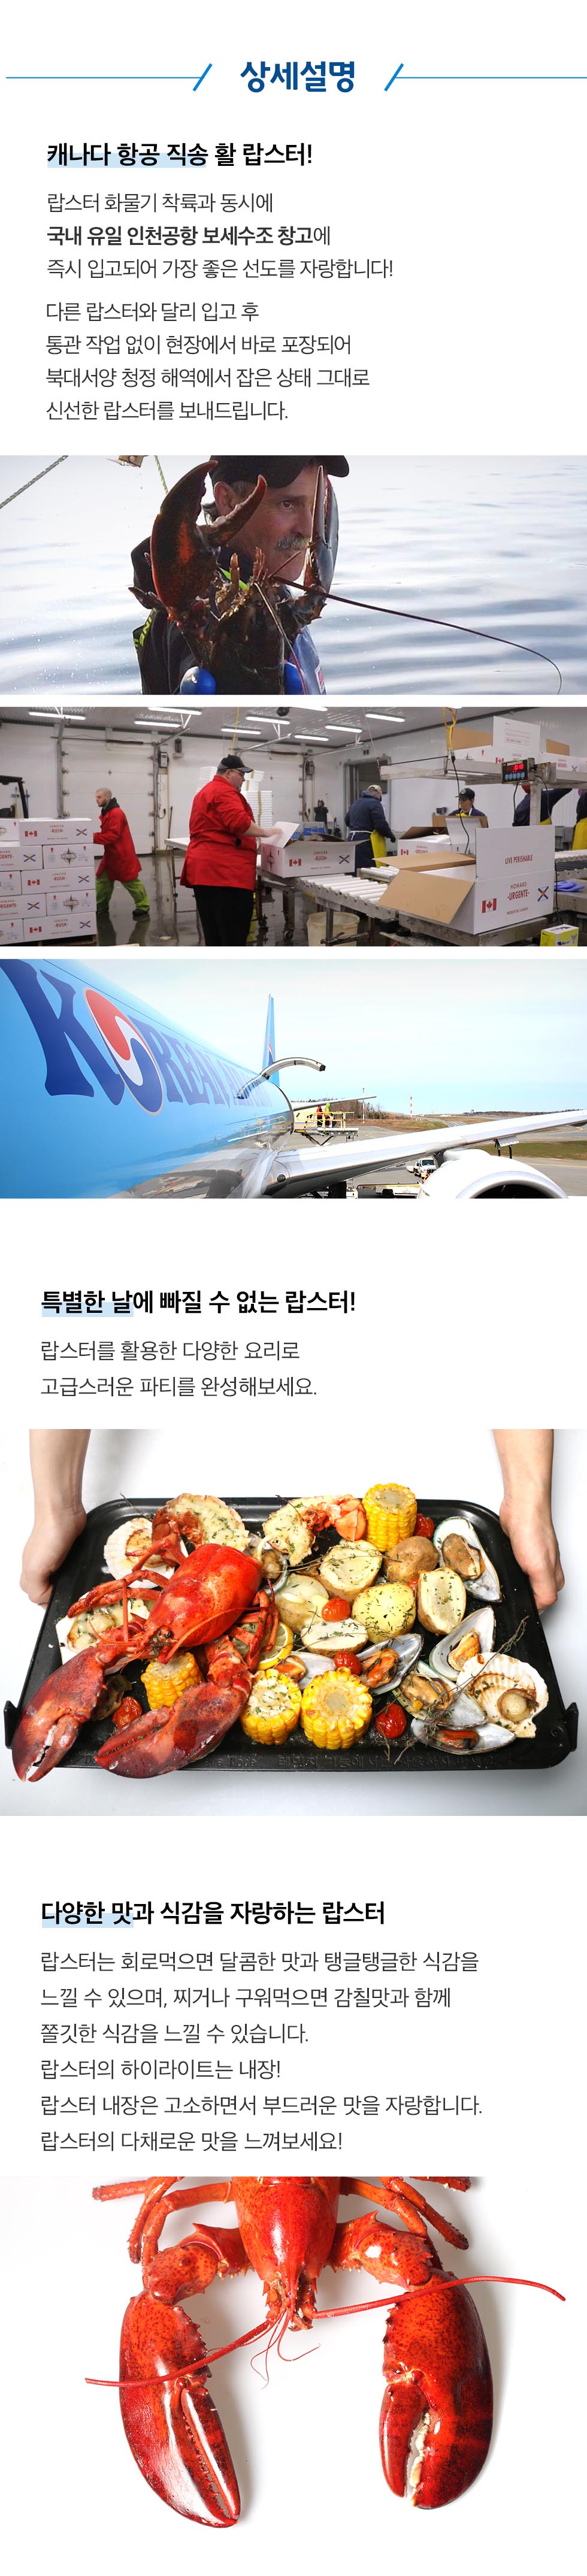 상세설명
캐나다 항공 직송 활 랍스터!
랍스터 화물기 착륙과 동시에
국내 유일 인천공항 보세수조 창고에
즉시 입고되어 가장 좋은 선도를 자랑합니다!
다른 랍스터와 달리 입고 후
통관 작업 없이 현장에서 바로 포장되어
북대서양 청정 해역에서 잡은 상태 그대로
신선한 랍스터를 보내드립니다.
LIVE PERISHABLE
URGENTE
KOREAN
특별한 날에 빠질 수 없는 랍스터!
랍스터를 활용한 다양한 요리로
고급스러운 파티를 완성해보세요.
다양한 맛과 식감을 자랑하는 랍스터
랍스터는 회로먹으면 달콤한 맛과 탱글탱글한 식감을
느낄 수 있으며, 찌거나 구워먹으면 감칠맛과 함께
쫄깃한 식감을 느낄 수 있습니다.
랍스터의 하이라이트는 내장!
랍스터 내장은 고소하면서 부드러운 맛을 자랑합니다.
랍스터의 다채로운 맛을 느껴보세요!